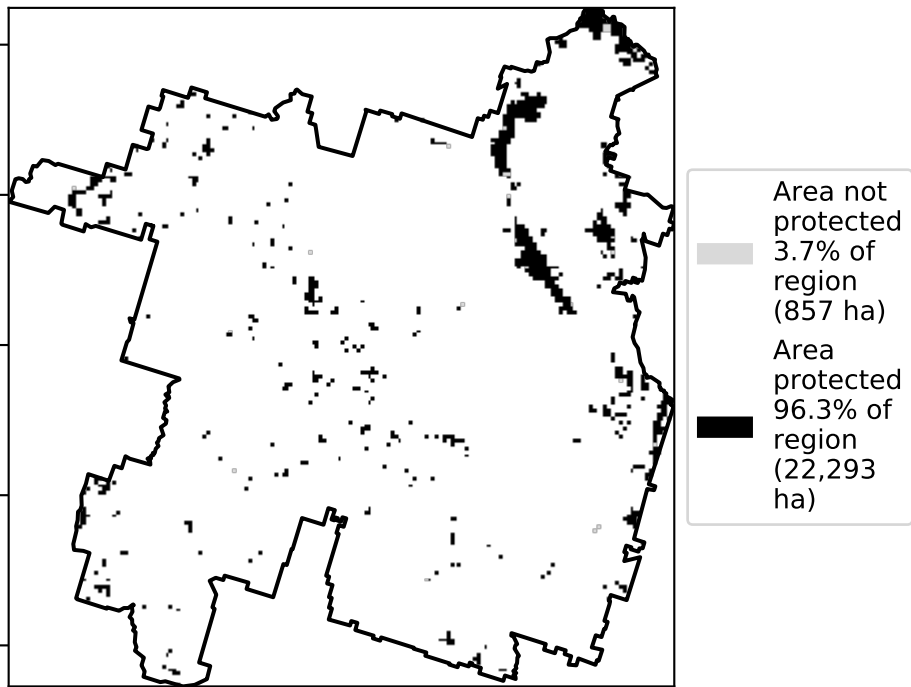 Area not
protected
3.7% of
region
(857 ha)
Area
protected
96.3% of
region
(22,293
ha)